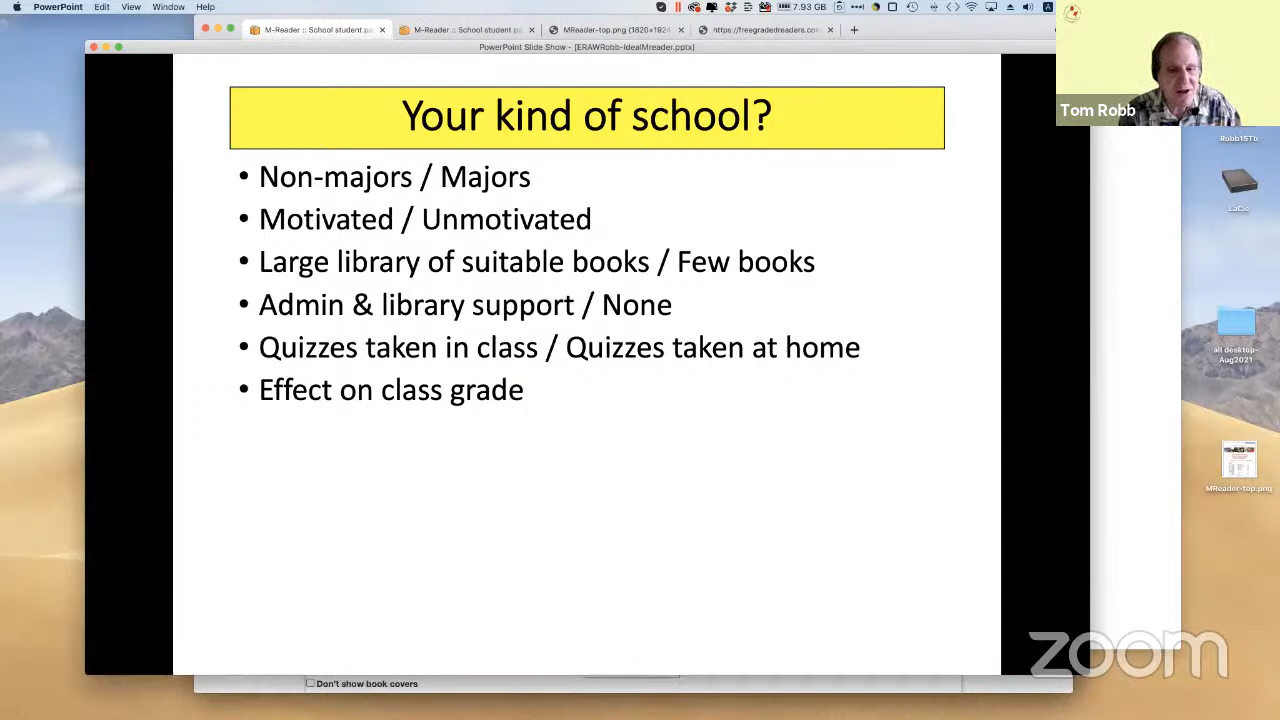 PowerPoint Edit View Window Help 7.93 GB
M-Reader :: School student pa
M-Reader :: School student pa
MReader-top.png (1820×1924
https://freegradedreaders.com
PowerPoint Slide Show - [ERAWRobb-IdealMreader.pptx]
Tom Robb
Your kind of school?
• Non-majors / Majors
• Motivated / Unmotivated
• Large library of suitable books / Few books
• Admin & library support / None
• Quizzes taken in class / Quizzes taken at home
• Effect on class grade
Robb15Tb
LaCie
all desktop-
Aug2021
MReader-top.png
zoom
Don't show book covers